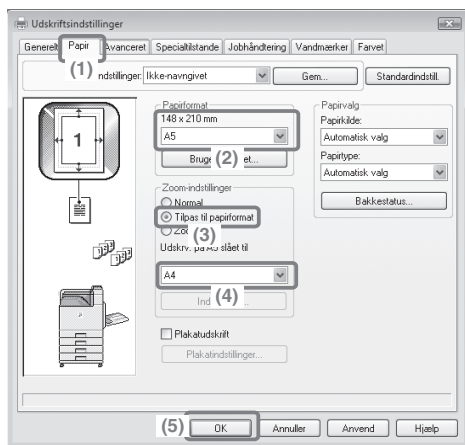 Udskriftsindstillinger
Generelt Papir Avanceret Specialtilstande Jobhåndtering Vandmærker Farvet
(1) ndstillinger: Ikke-navngivet Gem... Standardindstill.
Papirformat
148 x 210 mm
A5
(2)
Papirvalg
Papirkilde:
Automatisk valg
Papirtype:
Automatisk valg
Bakkestatus...
1
Zoom-indstillinger
Normal
Tilpas til papirformat
(3)
Udskriv. på A5 slået til
A4
(4)
Plakatudskrift
Plakatindstillinger...
(5) OK Annuller Anvend Hjælp